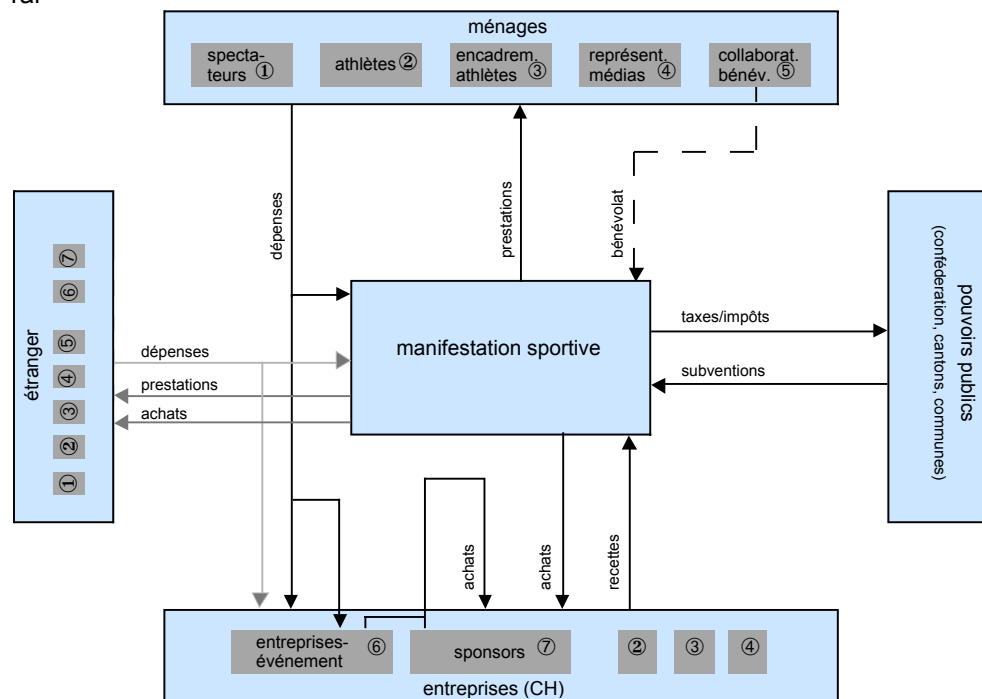 ménages
specta-
teurs ①
athlètes ②
encadrem.
athlètes ③
représent.
médias ④
collaborat.
bénév. ⑤
dépenses
prestations
bénévolat
étranger
⑦
⑥
⑤
④
③
②
①
dépenses
prestations
achats
manifestation sportive
taxes/impôts
subventions
pouvoirs publics
(confédération, cantons, communes)
achats
achats
recettes
entreprises-
événement ⑥
sponsors ⑦
②
③
④
entreprises (CH)